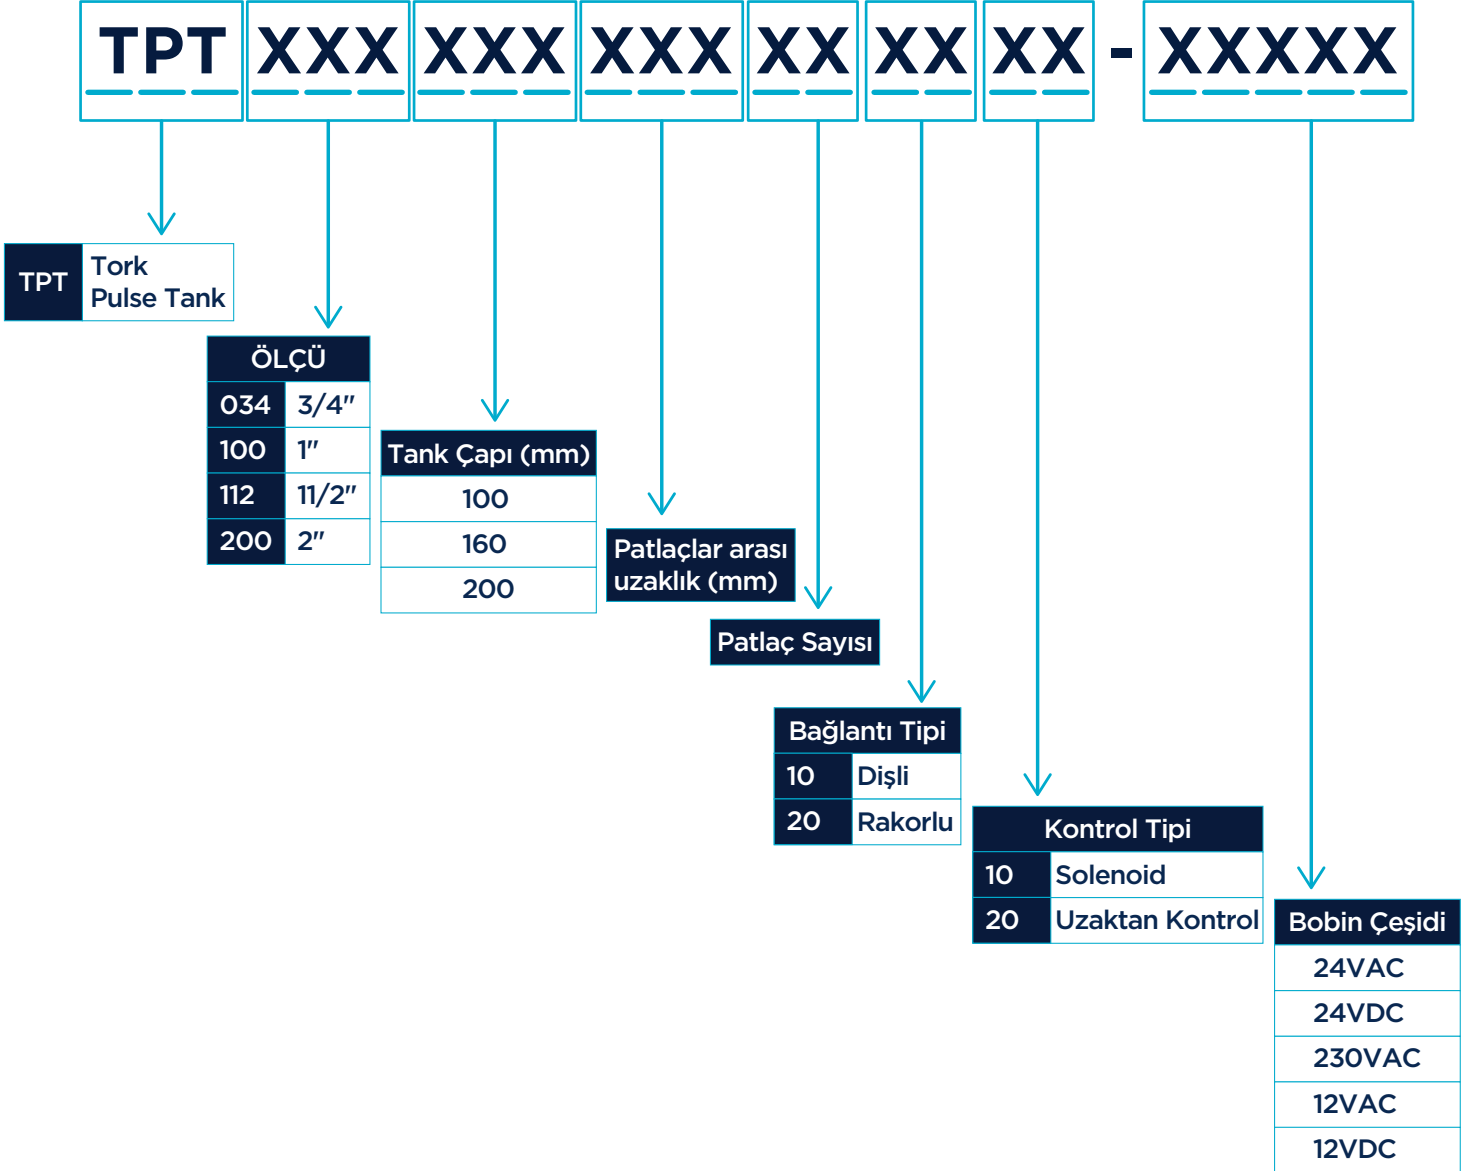 TPT XXX XXX XXX XX XX XX - XXXXX
TPT
Tork
Pulse Tank
ÖLÇÜ
034 3/4"
100 1"
112 11/2"
200 2"
Tank Çapı (mm)
100
160
200
Patlaçlar arası
uzaklık (mm)
Patlaç Sayısı
Bağlantı Tipi
10 Dişli
20 Rakorlu
Kontrol Tipi
10 Solenoid
20 Uzaktan Kontrol
Bobin Çeşidi
24VAC
24VDC
230VAC
12VAC
12VDC